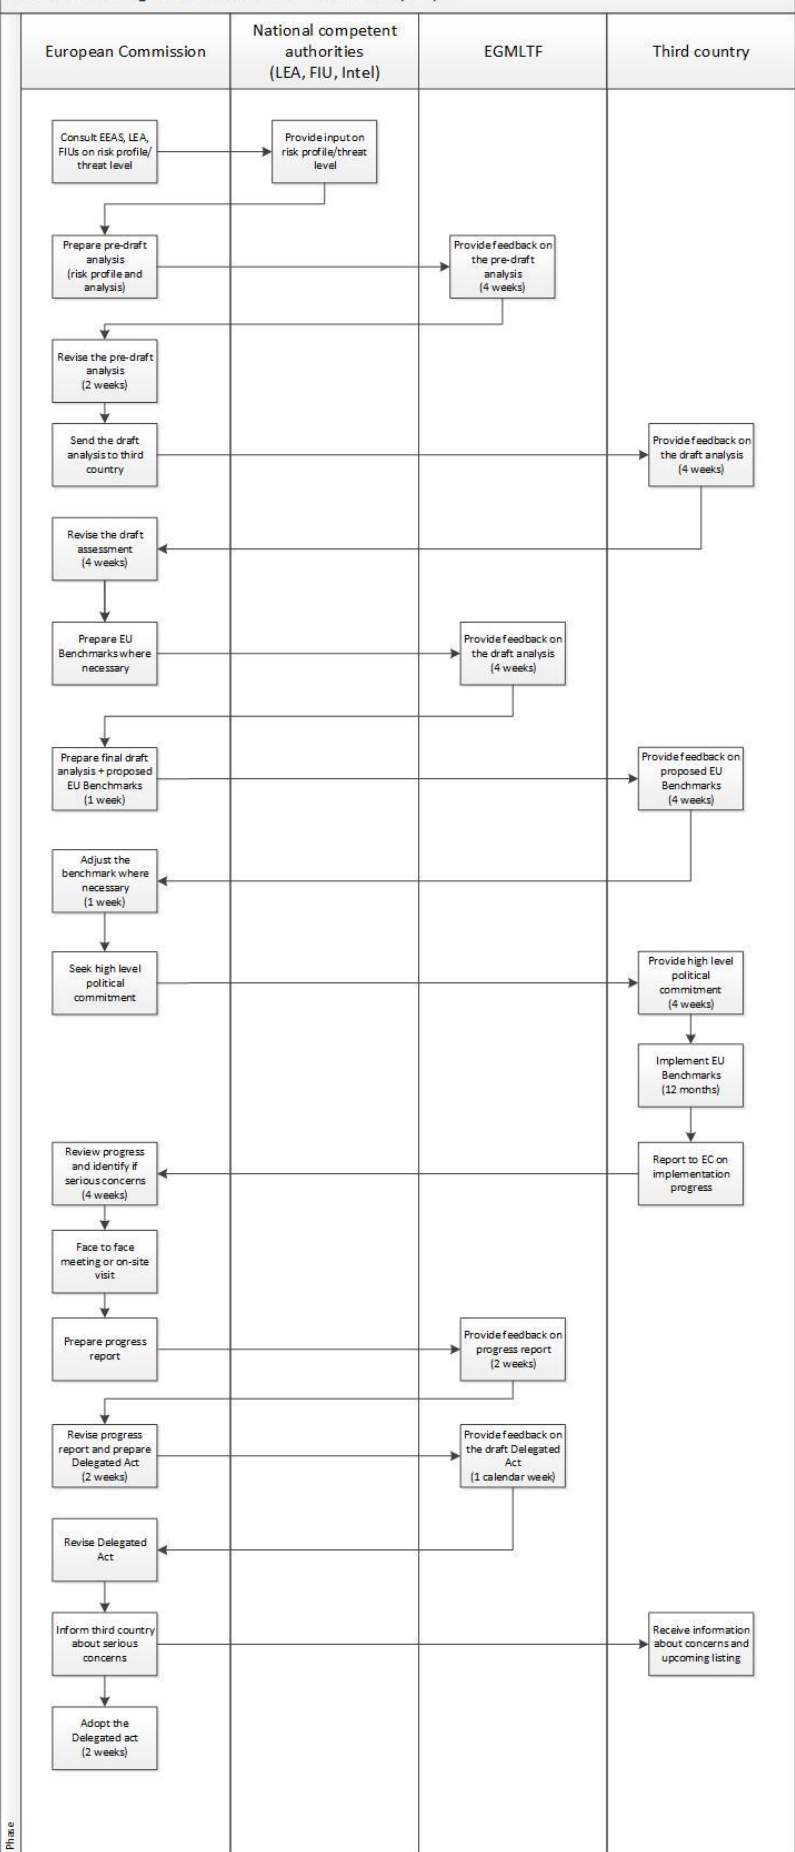 European Commission
National competent
authorities
(LEA, FIU, Intel)
EGMLTF
Third country
Consult EEAS, LEA,
FIUs on risk profile/
threat level
Provide input on
risk profile/threat
level
Prepare pre-draft
analysis
(risk profile and
analysis)
Provide feedback on
the pre-draft
analysis
(4 weeks)
Revise the pre-draft
analysis
(2 weeks)
Send the draft
analysis to third
country
Provide feedback on
the draft analysis
(4 weeks)
Revise the draft
assessment
(4 weeks)
Prepare EU
Benchmarks where
necessary
Provide feedback on
the draft analysis
(4 weeks)
Prepare final draft
analysis + proposed
EU Benchmarks
(1 week)
Provide feedback on
proposed EU
Benchmarks
(4 weeks)
Adjust the
benchmark where
necessary
(1 week)
Seek high level
political
commitment
Provide high level
political
commitment
(4 weeks)
Implement EU
Benchmarks
(12 months)
Review progress
and identify if
serious concerns
(4 weeks)
Report to EC on
implementation
progress
Face to face
meeting or on-site
visit
Prepare progress
report
Provide feedback on
progress report
(2 weeks)
Revise progress
report and prepare
Delegated Act
(2 weeks)
Provide feedback on
the draft Delegated
Act
(1 calendar week)
Revise Delegated
Act
Inform third country
about serious
concerns
Receive information
about concerns and
upcoming listing
Adopt the
Delegated act
(2 weeks)
Phase